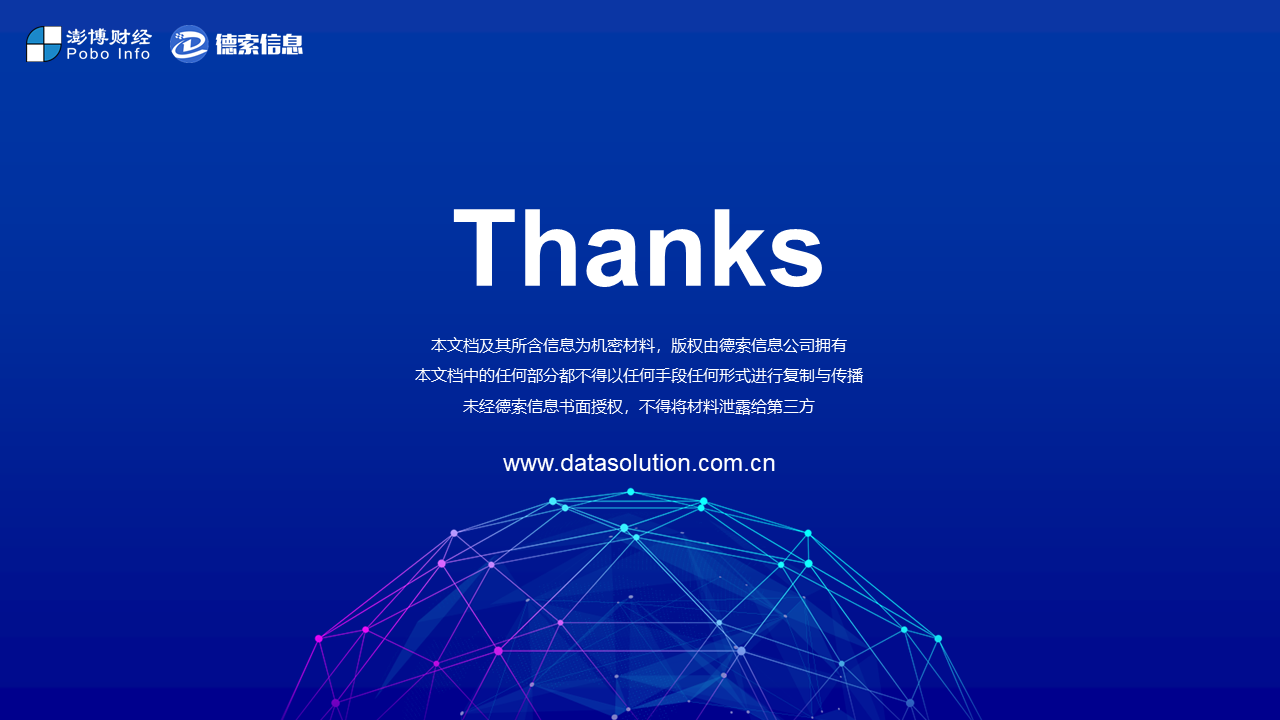 澎博财经
Pobo Info
德索信息
Thanks
本文档及其所含信息为机密材料，版权由德索信息公司拥有
本文档中的任何部分都不得以任何手段任何形式进行复制与传播
未经德索信息书面授权，不得将材料泄露给第三方
www.datasolution.com.cn